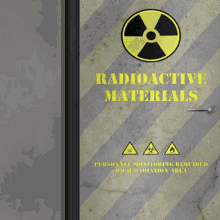 RADIOACTIVE
MATERIALS
PERSONNEL MONITORING REQUIRED
HIGH RADIATION AREA